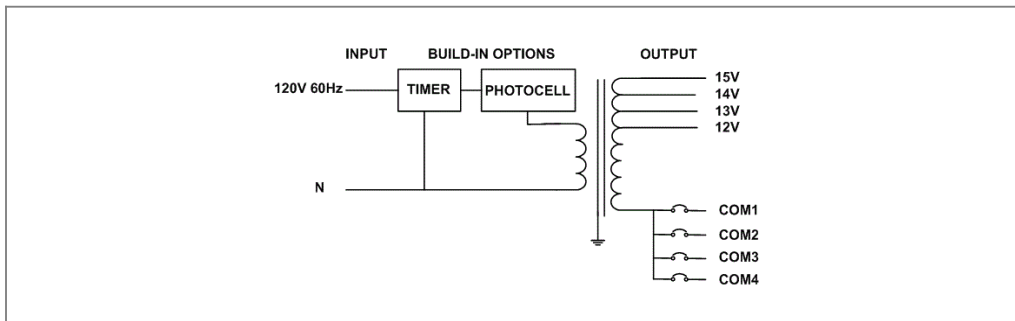 INPUT
BUILD-IN OPTIONS
OUTPUT
120V 60Hz
TIMER
PHOTOCELL
15V
14V
13V
12V
N
COM1
COM2
COM3
COM4